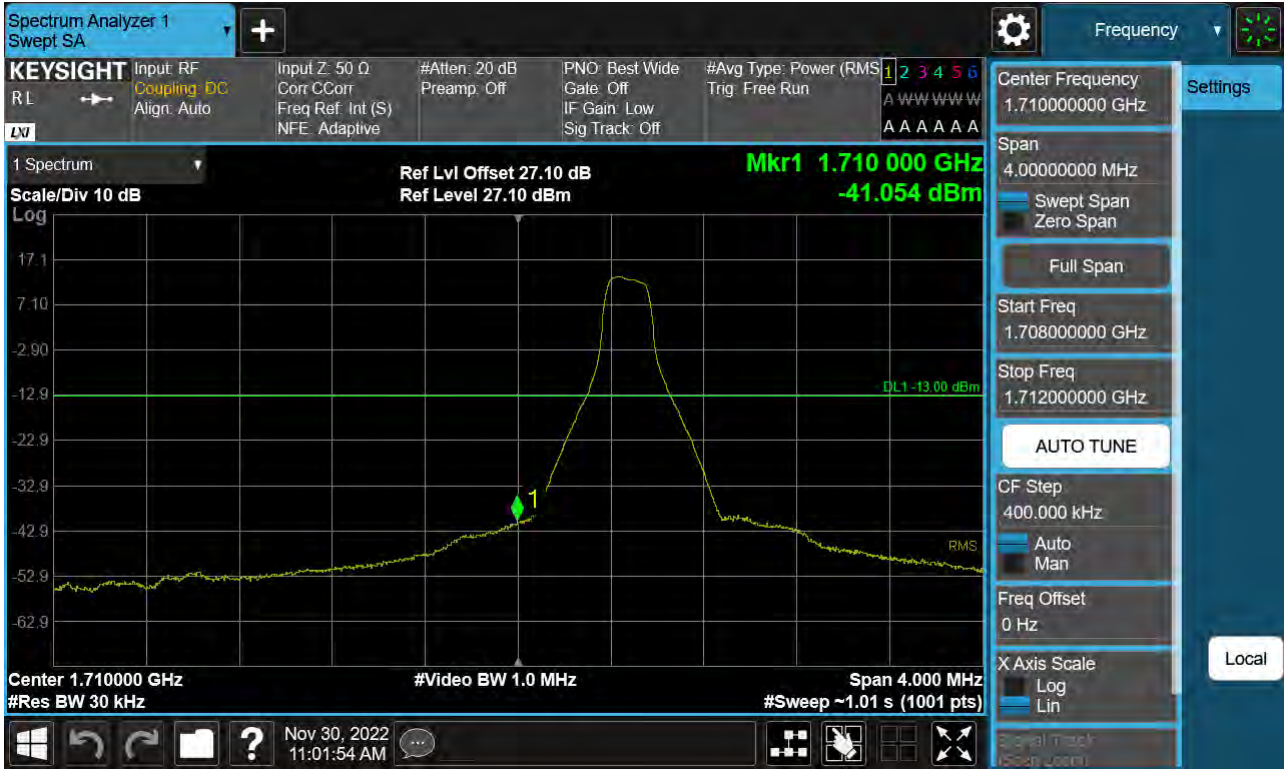 Spectrum Analyzer 1
Swept SA
+
Frequency
KEYSIGHT
RL
LXI
Input: RF
Coupling: DC
Align: Auto
Input Z: 50 Ω
Corr CCorr
Freq Ref: Int (S)
NFE: Adaptive
#Atten: 20 dB
Preamp: Off
PNO: Best Wide
Gate: Off
IF Gain: Low
Sig Track: Off
#Avg Type: Power (RMS
Trig: Free Run
1 2 3 4 5 6
A W W W W W
A A A A A A
1 Spectrum
Scale/Div 10 dB
Ref Lvl Offset 27.10 dB
Ref Level 27.10 dBm
Mkr1 1.710 000 GHz
-41.054 dBm
Log
17.1
7.10
-2.90
-12.9
-22.9
-32.9
-42.9
-52.9
-62.9
DL1 -13.00 dBm
1
RMS
Center 1.710000 GHz
#Video BW 1.0 MHz
Span 4.000 MHz
#Res BW 30 kHz
#Sweep ~1.01 s (1001 pts)
?
Nov 30, 2022
11:01:54 AM
Center Frequency
1.710000000 GHz
Span
4.00000000 MHz
Swept Span
Zero Span
Full Span
Start Freq
1.708000000 GHz
Stop Freq
1.712000000 GHz
AUTO TUNE
CF Step
400.000 kHz
Auto
Man
Freq Offset
0 Hz
X Axis Scale
Log
Lin
Signal Track
(Span Zoom)
Settings
Local